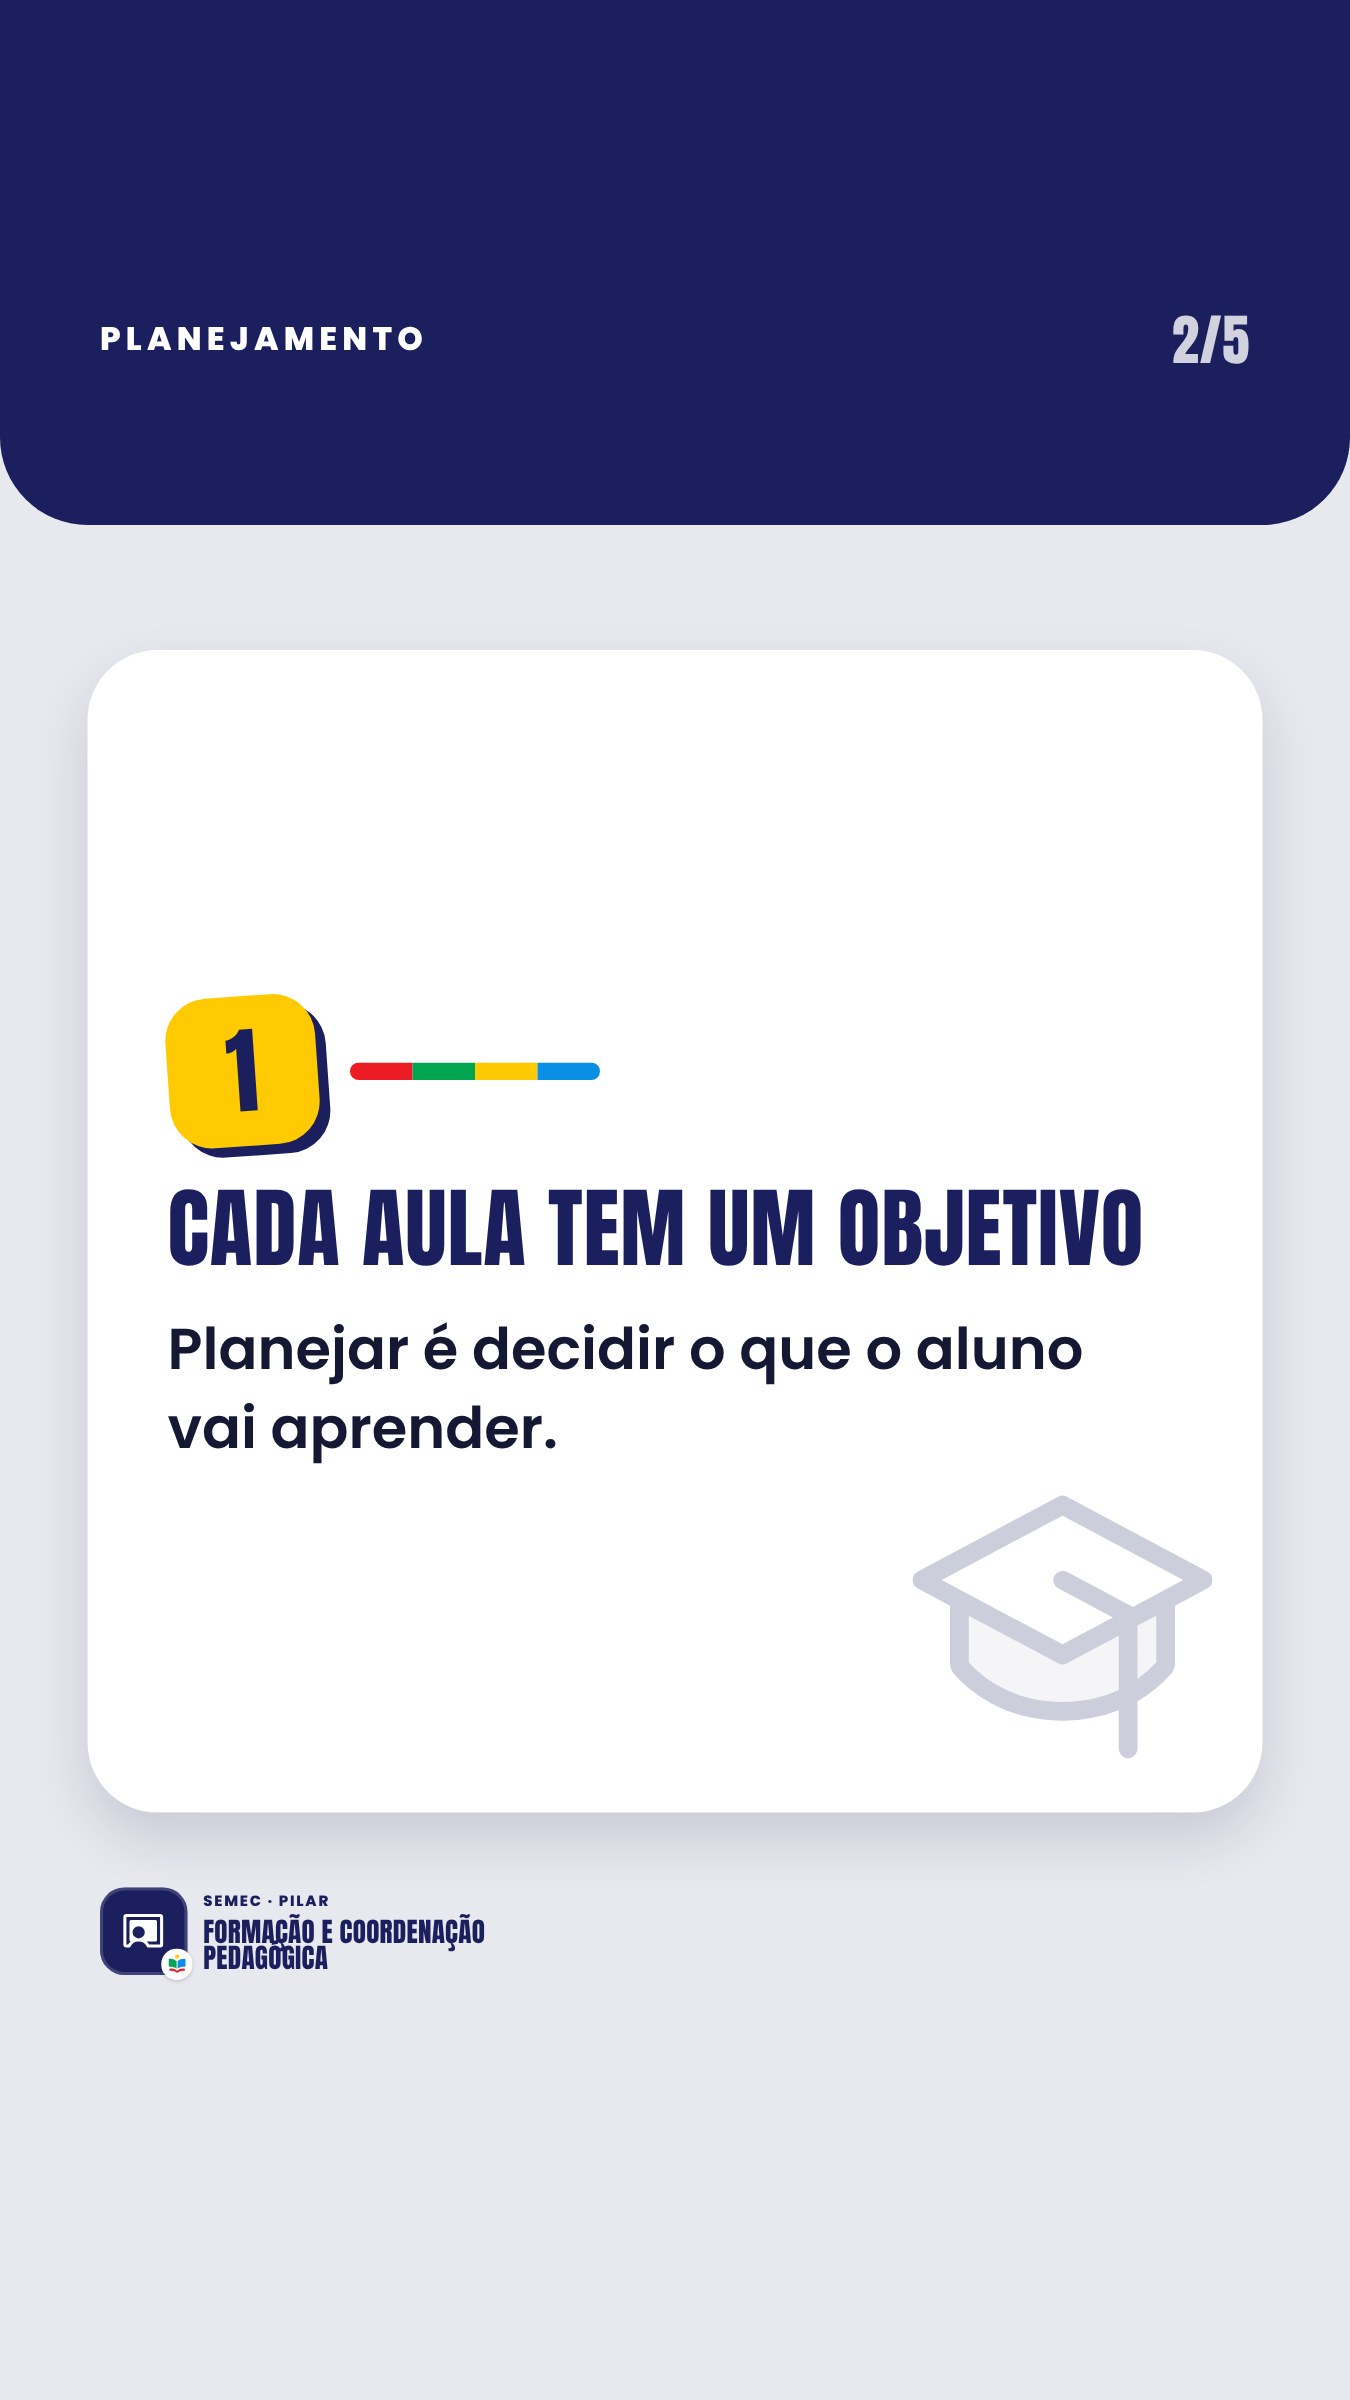 PLANEJAMENTO
2/5
1
CADA AULA TEM UM OBJETIVO
Planejar é decidir o que o aluno
vai aprender.
SEMEC · PILAR
FORMAÇÃO E COORDENAÇÃO
PEDAGÓGICA